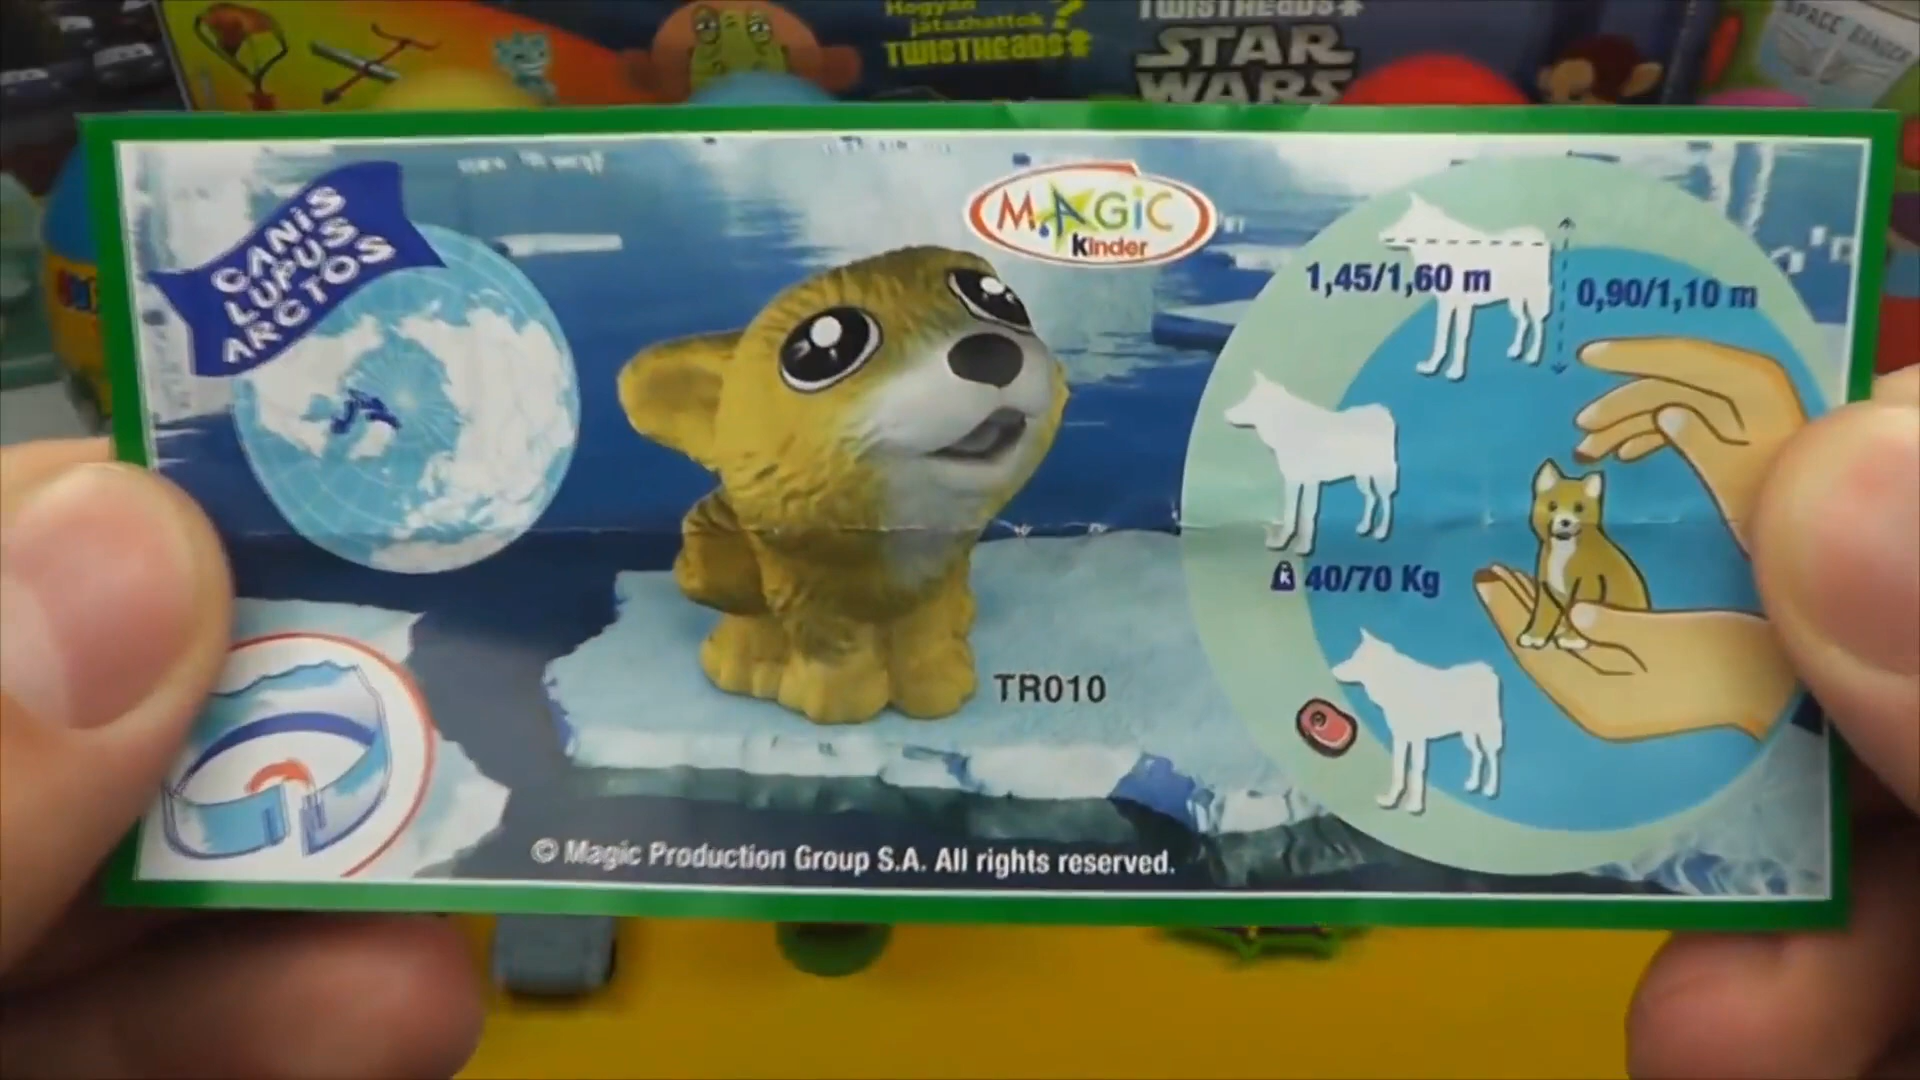 Hogyan
játszhattok?
TWISTHEADS
TWISTHEADS
STAR
WARS
SPACE RANGER
CANIS
LUPUS
ARCTOS
MAGiC
Kinder
1,45/1,60 m
0,90/1,10 m
40/70 Kg
TR010
© Magic Production Group S.A. All rights reserved.